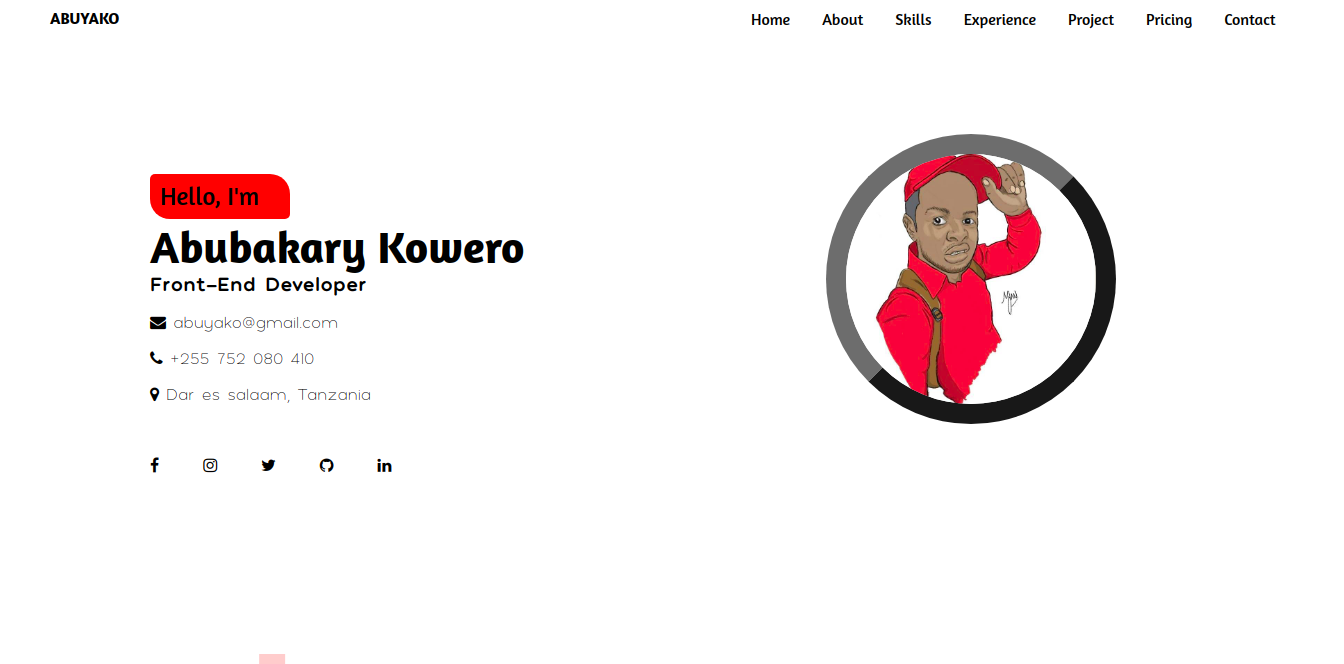 ABUYAKO
Home About Skills Experience Project Pricing Contact
Hello, I'm
Abubakary Kowero
Front-End Developer
abuyako@gmail.com
+255 752 080 410
Dar es salaam, Tanzania